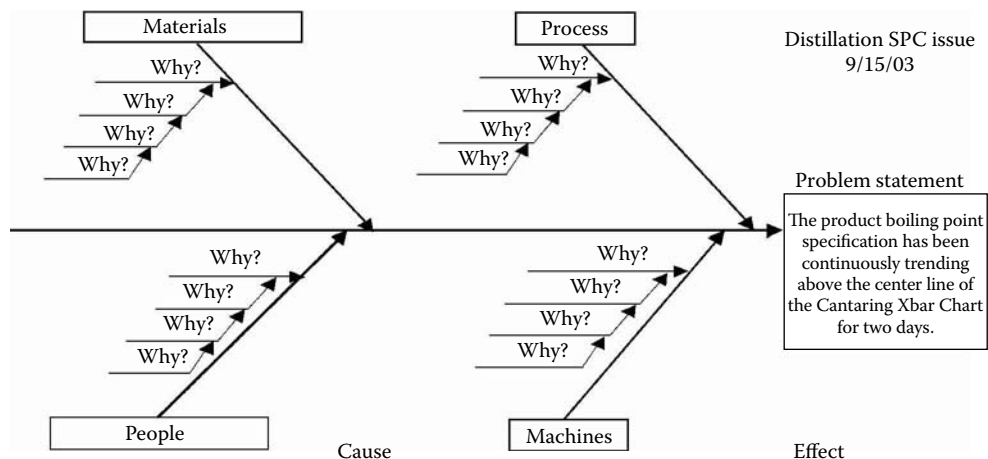 Materials
Process
Distillation SPC issue
9/15/03
Why?
Why?
Why?
Why?
Why?
Why?
Why?
Why?
Problem statement
The product boiling point
specification has been
continuously trending
above the center line of
the Cantaring Xbar Chart
for two days.
Why?
Why?
Why?
Why?
Why?
Why?
Why?
Why?
People
Machines
Cause
Effect